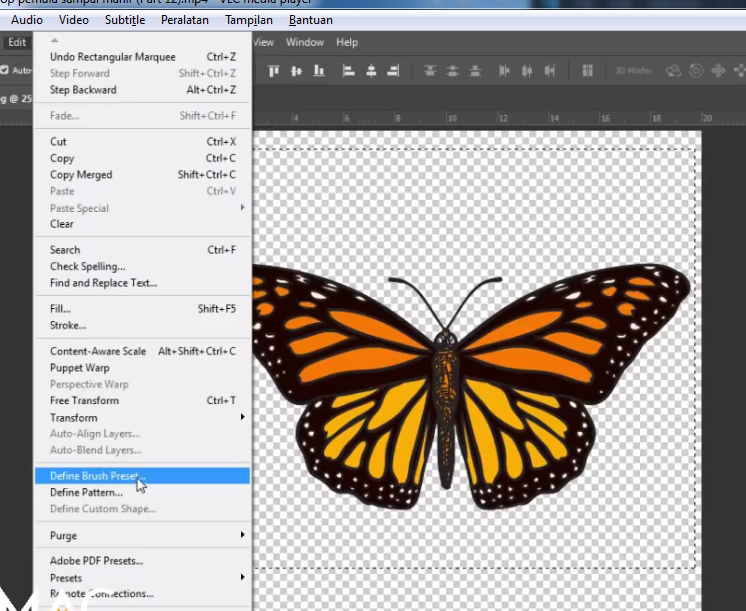 op pemula sampai mahir (Part 12).mp4 - VLC media player
Audio Video Subtitle Peralatan Tampilan Bantuan
Edit View Window Help
Undo Rectangular Marquee Ctrl+Z
Auto-
Step Forward Shift+Ctrl+Z
3D Mode:
Step Backward Alt+Ctrl+Z
g @ 25
Fade... Shift+Ctrl+F
4 6 8 10 12 14 16 18 20
Cut Ctrl+X
Copy Ctrl+C
Copy Merged Shift+Ctrl+C
Paste Ctrl+V
Paste Special
Clear
Search Ctrl+F
Check Spelling...
Find and Replace Text...
Fill... Shift+F5
Stroke...
Content-Aware Scale Alt+Shift+Ctrl+C
Puppet Warp
Perspective Warp
Free Transform Ctrl+T
Transform
Auto-Align Layers...
Auto-Blend Layers...
Define Brush Preset...
Define Pattern...
Define Custom Shape...
Purge
Adobe PDF Presets...
Presets
Remote Connections...